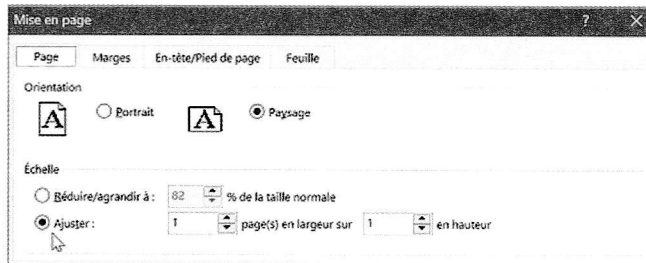 Mise en page ? ×
Page Marges En-tête/Pied de page Feuille
Orientation
A Portrait A Paysage
Échelle
Réduire/agrandir à : 82 % de la taille normale
Ajuster : 1 page(s) en largeur sur 1 en hauteur